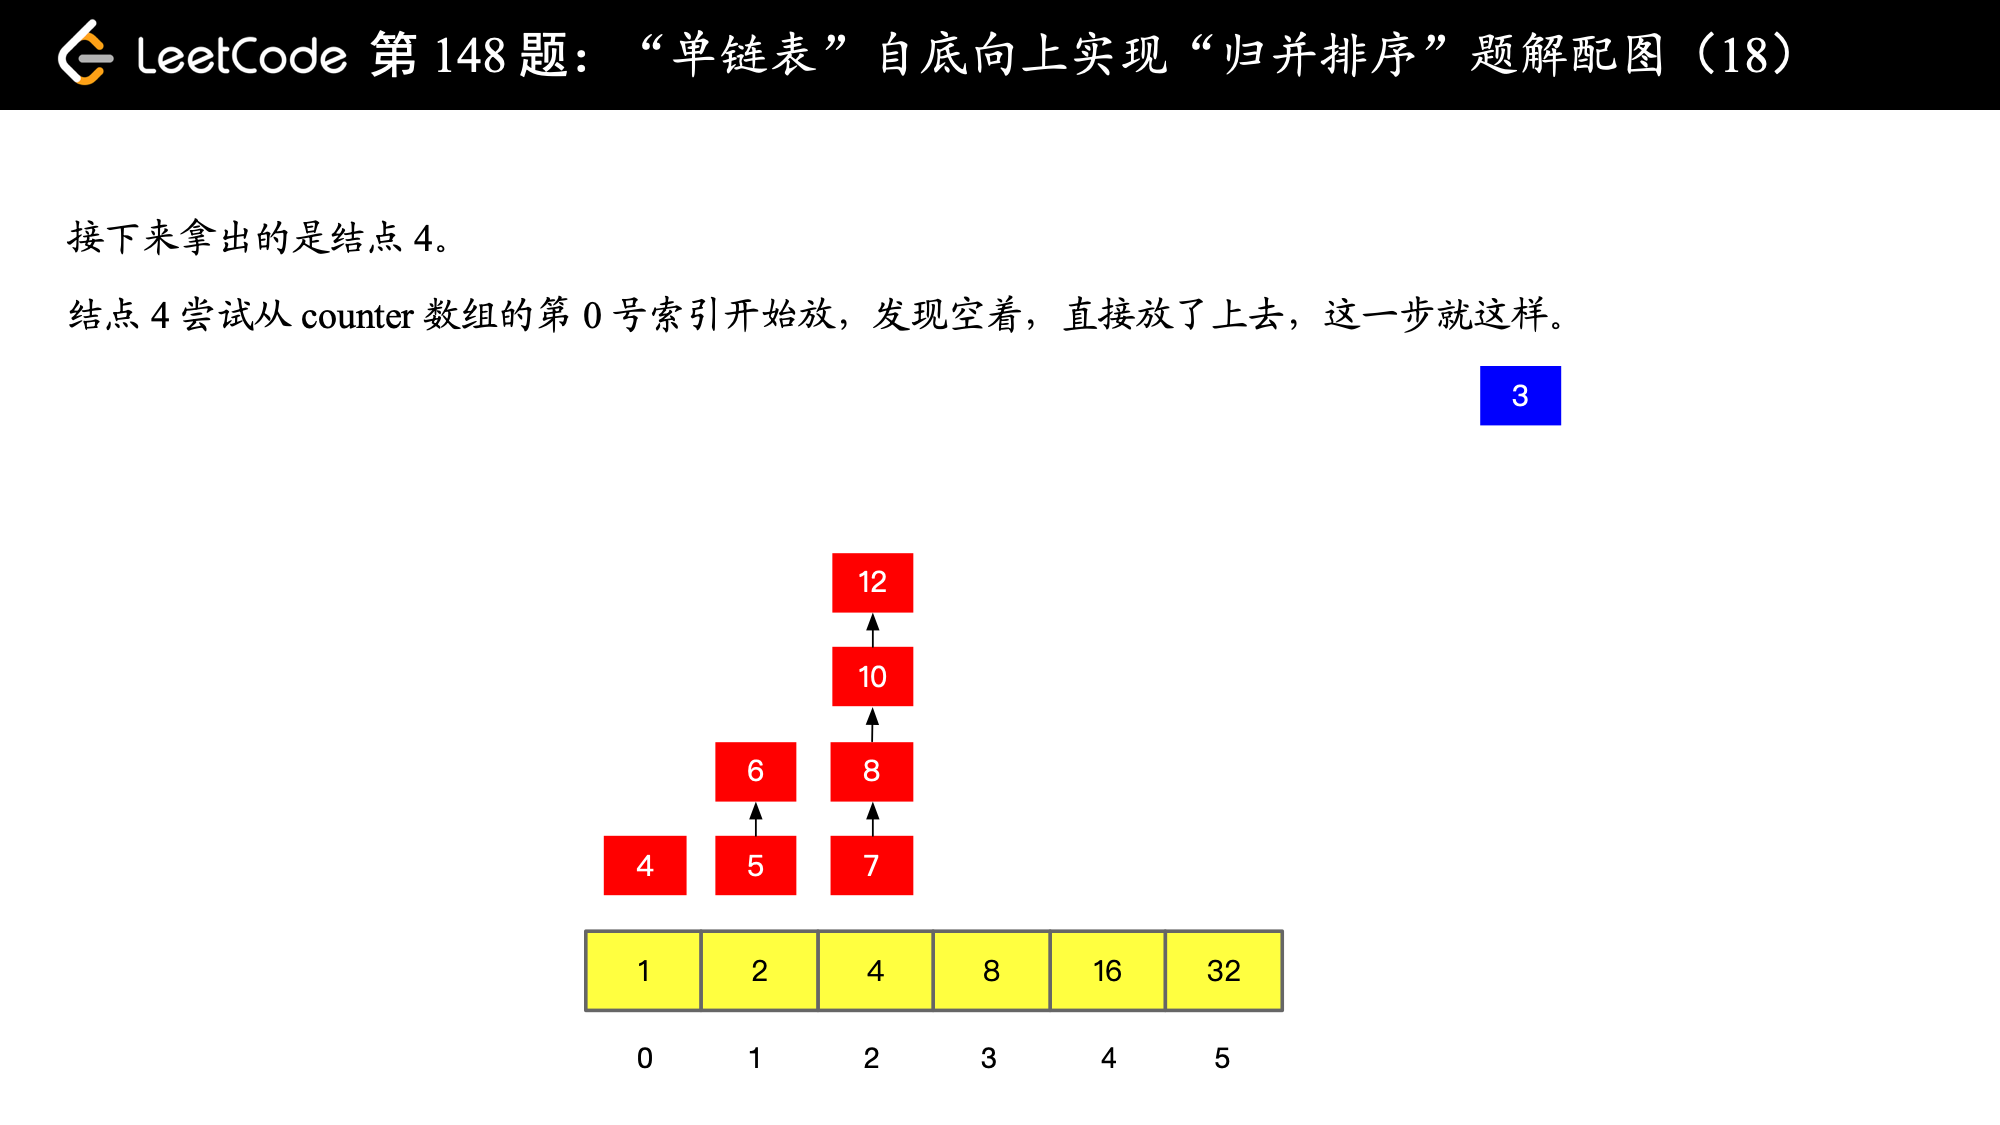 LeetCode 第 148 题：“单链表”自底向上实现“归并排序”题解配图（18）
接下来拿出的是结点 4。
结点 4 尝试从 counter 数组的第 0 号索引开始放，发现空着，直接放了上去，这一步就这样。
3
12
10
6 8
4 5 7
1 2 4 8 16 32
0 1 2 3 4 5